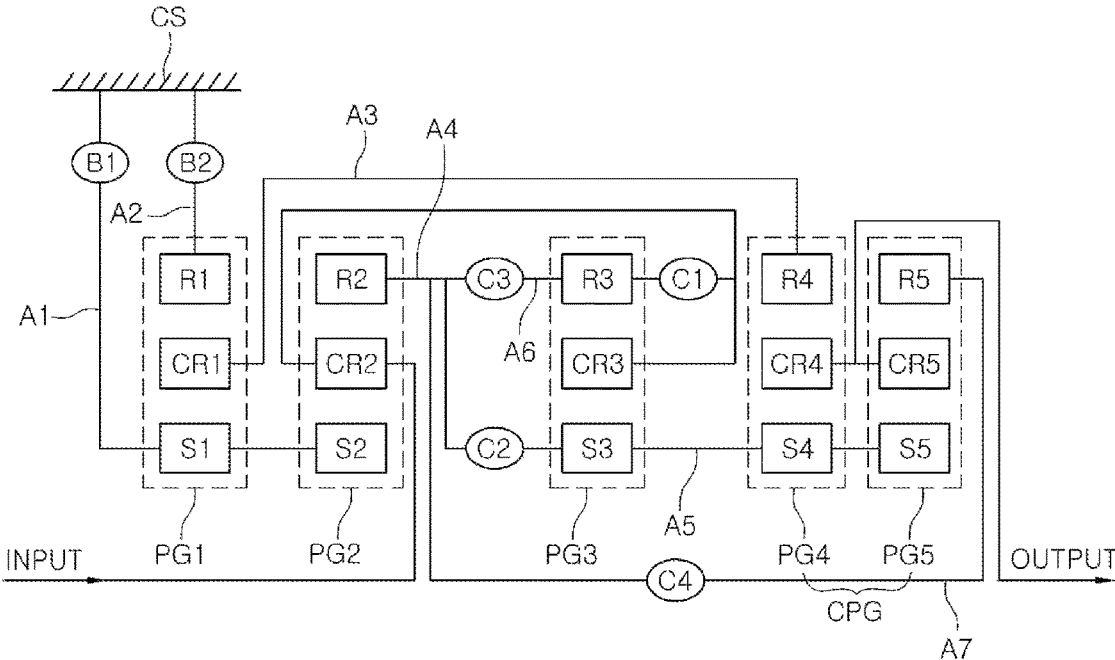 CS
A3
A4
B1
B2
A2
R1
R2
C3
R3
C1
R4
R5
A1
A6
CR1
CR2
CR3
CR4
CR5
S1
S2
C2
S3
S4
S5
A5
PG1
PG2
PG3
PG4
PG5
INPUT
C4
OUTPUT
CPG
A7